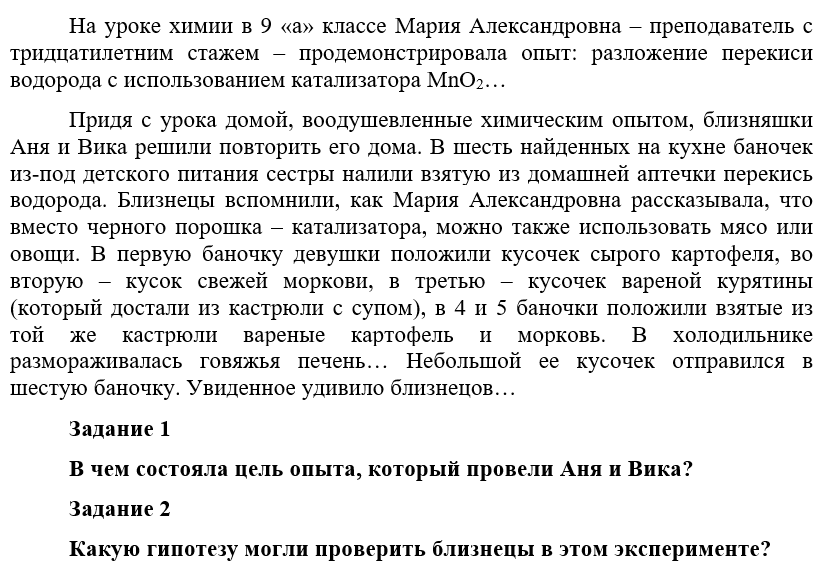 На уроке химии в 9 «а» классе Мария Александровна – преподаватель с
тридцатилетним стажем – продемонстрировала опыт: разложение перекиси
водорода с использованием катализатора MnO₂…
Придя с урока домой, воодушевленные химическим опытом, близняшки
Аня и Вика решили повторить его дома. В шесть найденных на кухне баночек
из-под детского питания сестры налили взятую из домашней аптечки перекись
водорода. Близнецы вспомнили, как Мария Александровна рассказывала, что
вместо черного порошка – катализатора, можно также использовать мясо или
овощи. В первую баночку девушки положили кусочек сырого картофеля, во
вторую – кусок свежей моркови, в третью – кусочек вареной курятины
(который достали из кастрюли с супом), в 4 и 5 баночки положили взятые из
той же кастрюли вареные картофель и морковь. В холодильнике
размораживалась говяжья печень… Небольшой ее кусочек отправился в
шестую баночку. Увиденное удивило близнецов…
Задание 1
В чем состояла цель опыта, который провели Аня и Вика?
Задание 2
Какую гипотезу могли проверить близнецы в этом эксперименте?